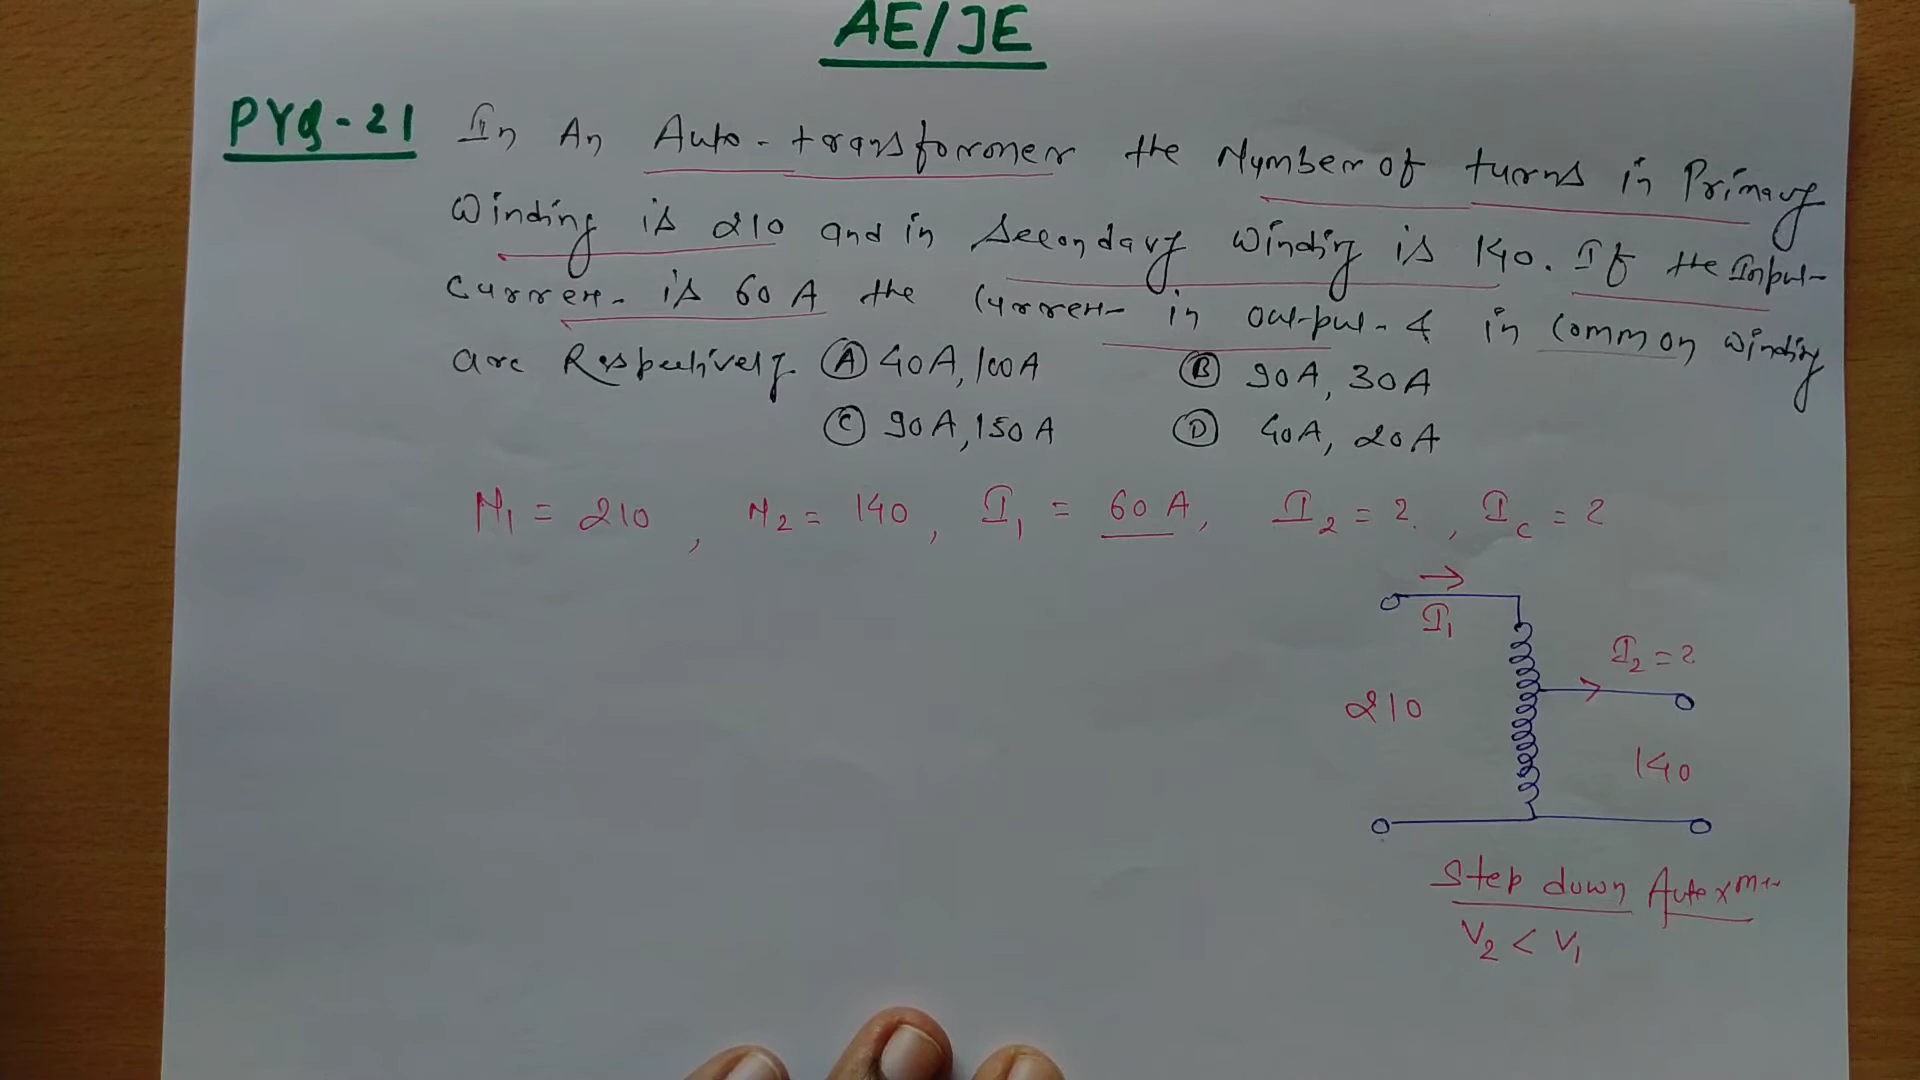 AE/JE
PYQ-21 In An Auto-transformer the Number of turns in Primary
Winding is 210 and in Secondary Winding is 140. If the Input
Current is 60 A the Current in output & in Common Winding
are Respectively. (A) 40A, 100A (B) 90A, 30A
(C) 90A, 150A (D) 40A, 20A
N₁ = 210, N₂ = 140, I₁ = 60 A, I₂ = ?, I_c = ?
I₁
I₂ = ?
210
140
Step down Auto xmr
V₂ < V₁